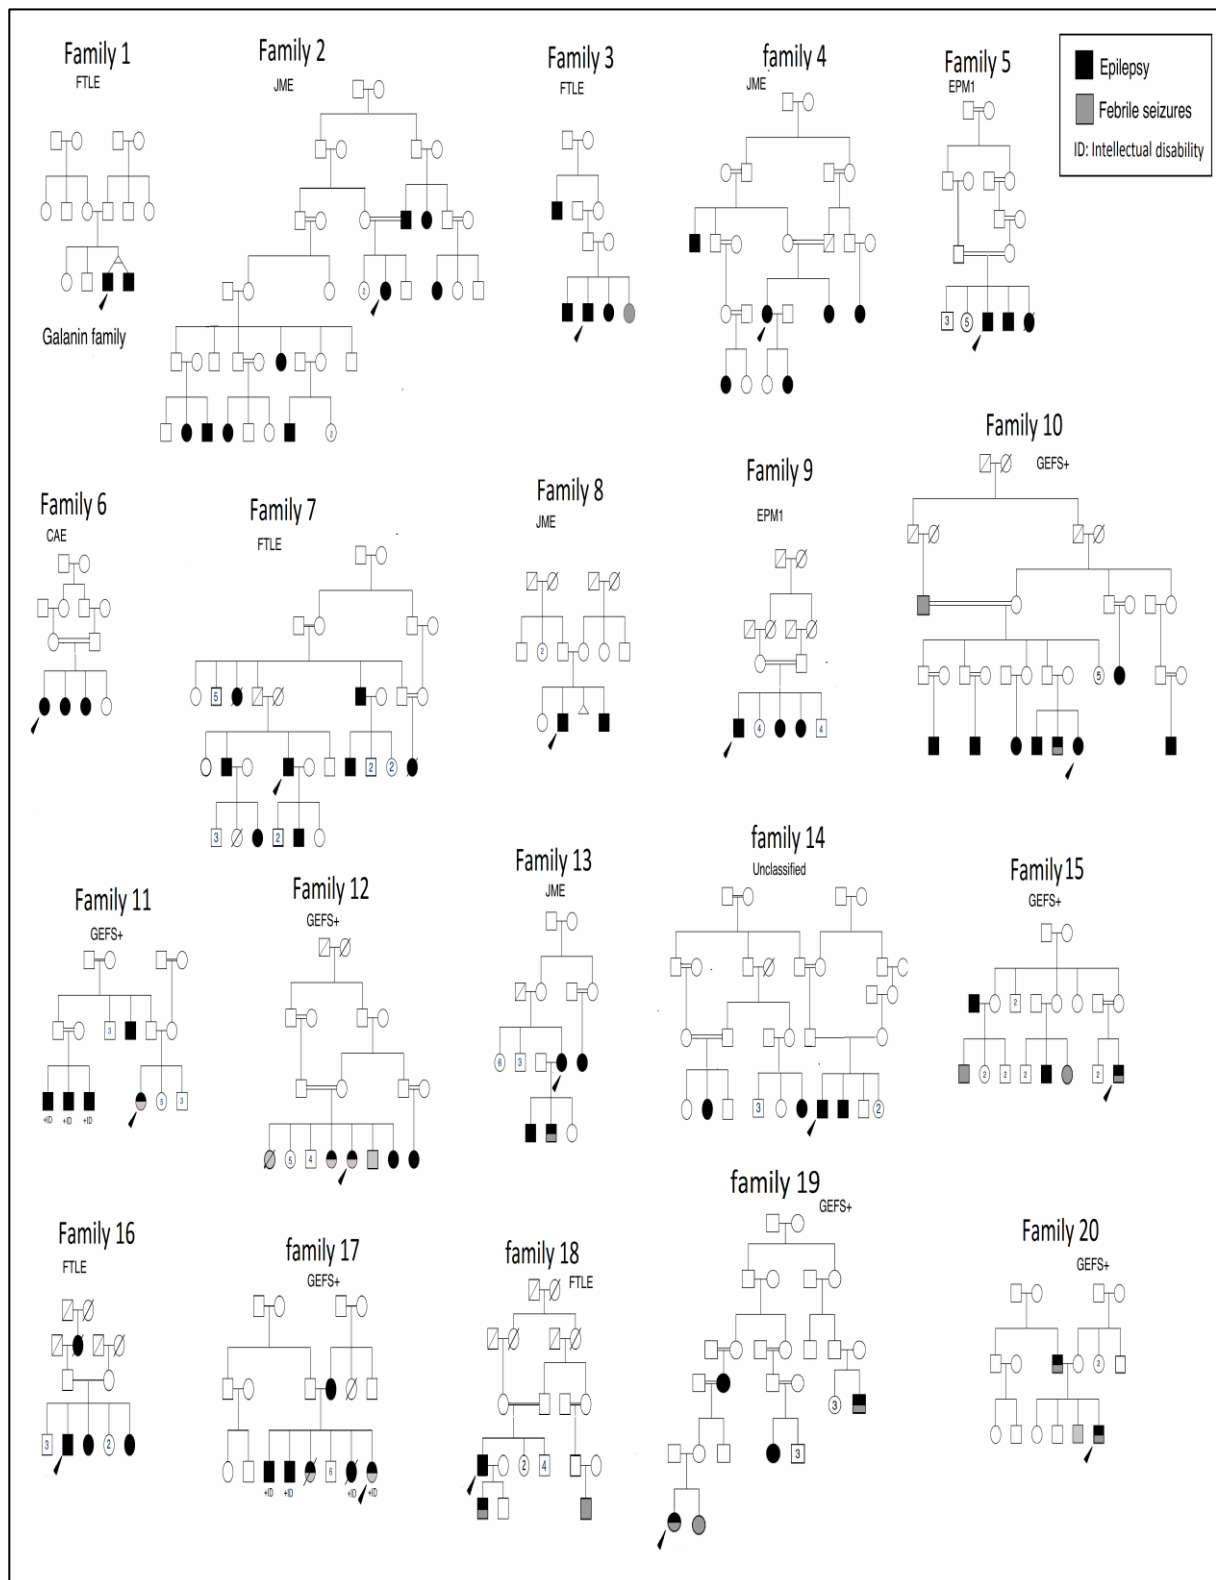 Family 1
FTLE
Galanin family
Family 2
JME
2
2
Family 3
FTLE
family 4
JME
Family 5
EPM1
3
5
Epilepsy
Febrile seizures
ID: Intellectual disability
Family 6
CAE
Family 7
FTLE
5
2
2
3
2
Family 8
JME
2
Family 9
EPM1
4
4
Family 10
GEFS+
5
Family 11
GEFS+
3
+ID
+ID
+ID
5
3
Family 12
GEFS+
5
4
Family 13
JME
6
3
family 14
Unclassified
3
2
Family 15
GEFS+
2
2
2
2
2
Family 16
FTLE
3
2
family 17
GEFS+
6
+ID
+ID
+ID
+ID
family 18
FTLE
2
4
family 19
GEFS+
3
3
Family 20
GEFS+
2